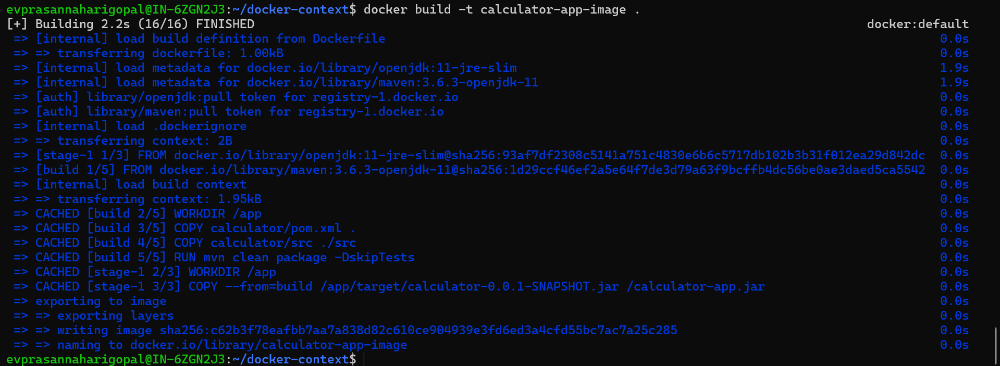 evprasannaharigopal@IN-6ZGN2J3:~/docker-context$ docker build -t calculator-app-image .
[+] Building 2.2s (16/16) FINISHED docker:default
=> [internal] load build definition from Dockerfile 0.0s
=> => transferring dockerfile: 1.00kB 0.0s
=> [internal] load metadata for docker.io/library/openjdk:11-jre-slim 1.9s
=> [internal] load metadata for docker.io/library/maven:3.6.3-openjdk-11 1.9s
=> [auth] library/openjdk:pull token for registry-1.docker.io 0.0s
=> [auth] library/maven:pull token for registry-1.docker.io 0.0s
=> [internal] load .dockerignore 0.0s
=> => transferring context: 2B 0.0s
=> [stage-1 1/3] FROM docker.io/library/openjdk:11-jre-slim@sha256:93af7df2308c5141a751c4830e6b6c5717db102b3b31f012ea29d842dc 0.0s
=> [build 1/5] FROM docker.io/library/maven:3.6.3-openjdk-11@sha256:1d29ccf46ef2a5e64f7de3d79a63f9bcffb4dc56be0ae3daed5ca5542 0.0s
=> [internal] load build context 0.0s
=> => transferring context: 1.95kB 0.0s
=> CACHED [build 2/5] WORKDIR /app 0.0s
=> CACHED [build 3/5] COPY calculator/pom.xml . 0.0s
=> CACHED [build 4/5] COPY calculator/src ./src 0.0s
=> CACHED [build 5/5] RUN mvn clean package -DskipTests 0.0s
=> CACHED [stage-1 2/3] WORKDIR /app 0.0s
=> CACHED [stage-1 3/3] COPY --from=build /app/target/calculator-0.0.1-SNAPSHOT.jar /calculator-app.jar 0.0s
=> exporting to image 0.0s
=> => exporting layers 0.0s
=> => writing image sha256:c62b3f78eafbb7aa7a838d82c610ce904939e3fd6ed3a4cfd55bc7ac7a25c285 0.0s
=> => naming to docker.io/library/calculator-app-image 0.0s
evprasannaharigopal@IN-6ZGN2J3:~/docker-context$